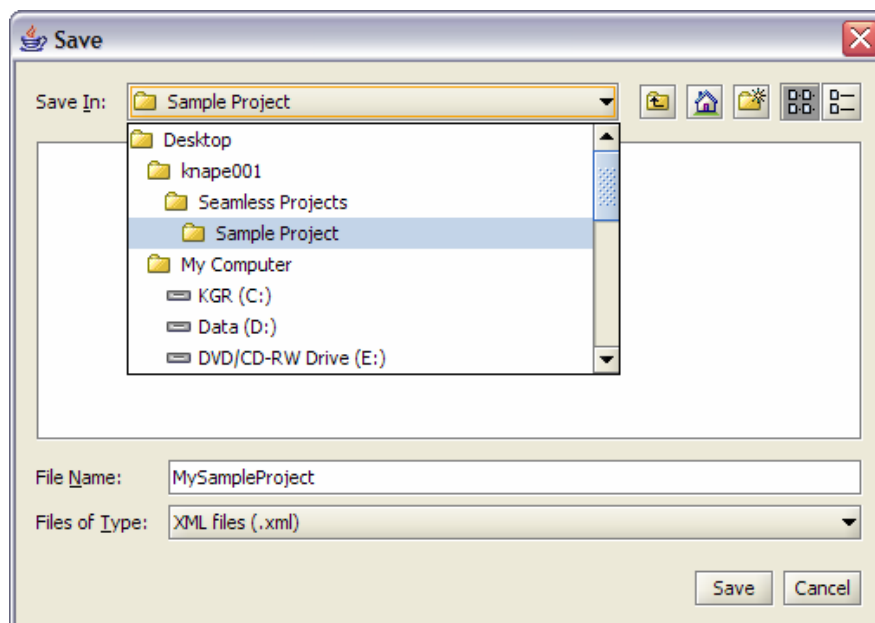 Save
Save In: Sample Project
Desktop
knape001
Seamless Projects
Sample Project
My Computer
KGR (C:)
Data (D:)
DVD/CD-RW Drive (E:)
File Name: MySampleProject
Files of Type: XML files (.xml)
Save Cancel